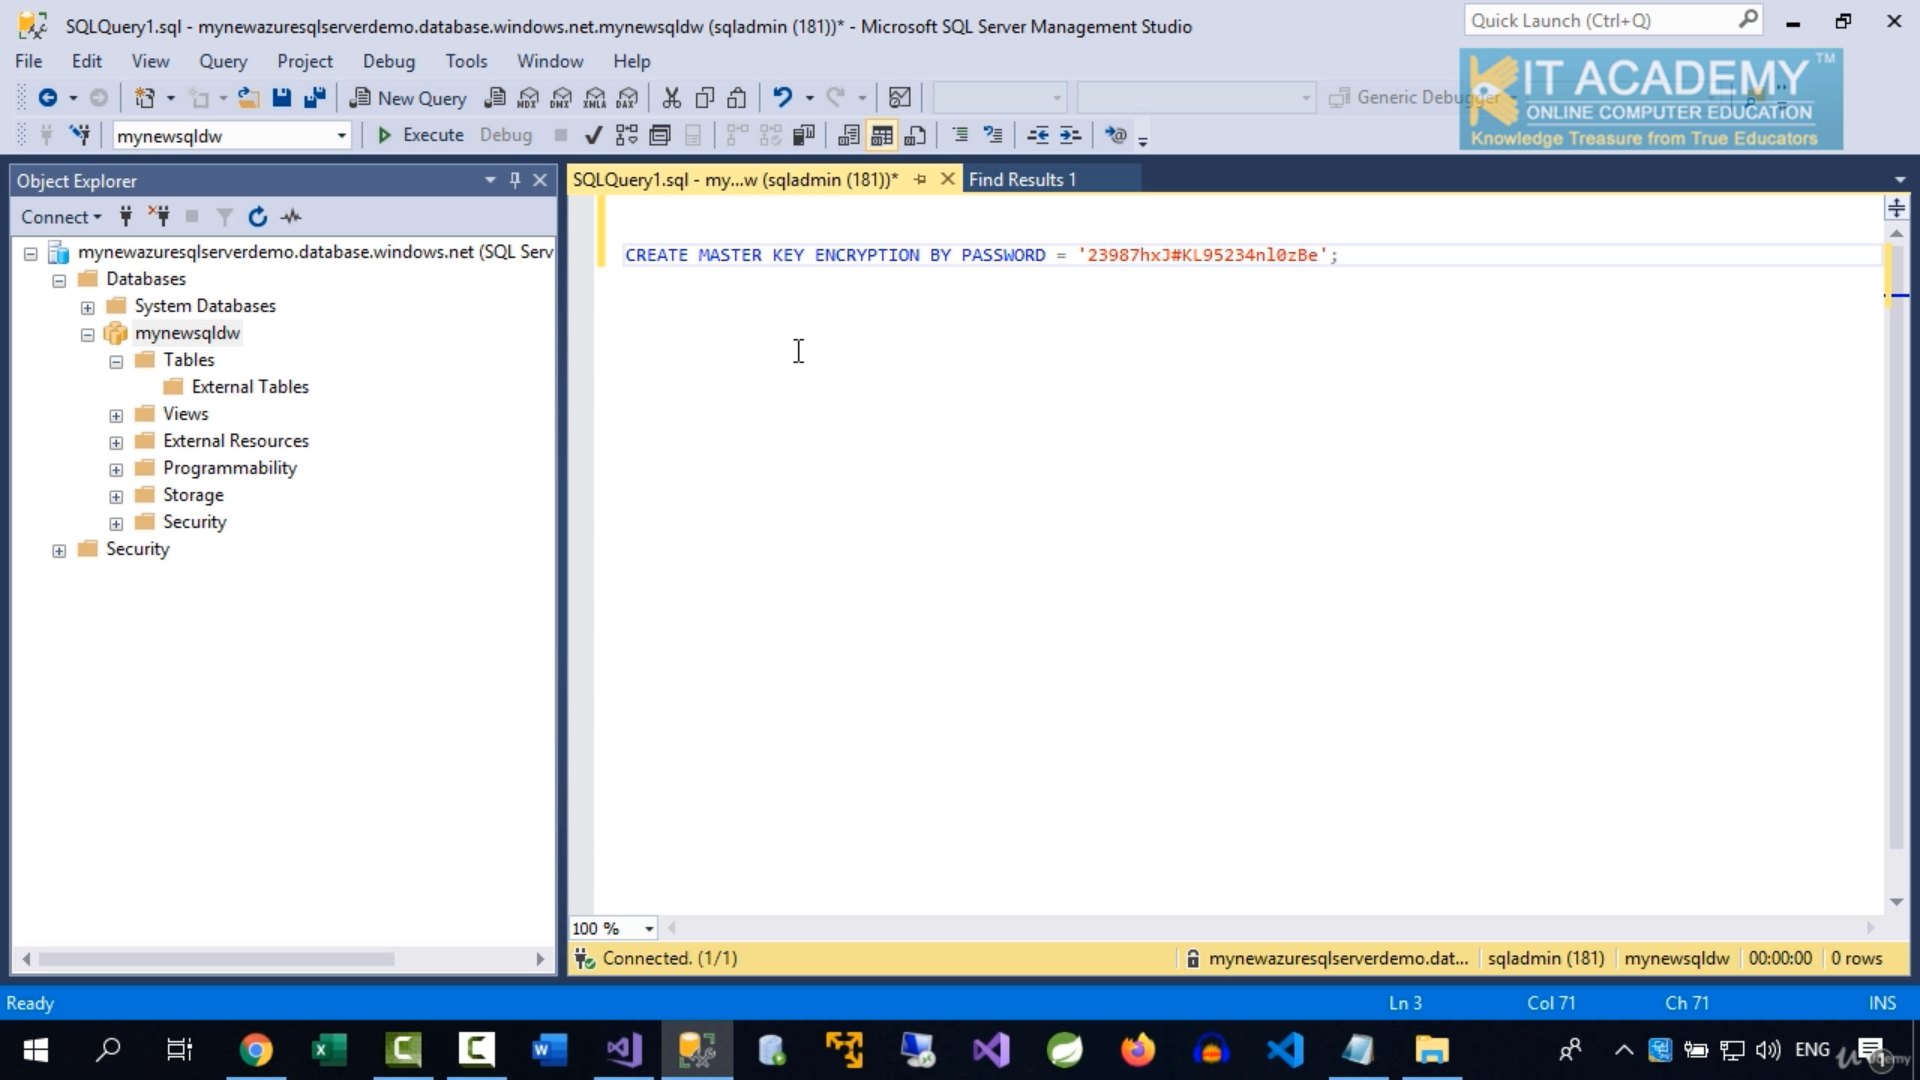 SQLQuery1.sql - mynewazuresqlserverdemo.database.windows.net.mynewsqldw (sqladmin (181))* - Microsoft SQL Server Management Studio
Quick Launch (Ctrl+Q)
File Edit View Query Project Debug Tools Window Help
IT ACADEMY TM
ONLINE COMPUTER EDUCATION
Knowledge Treasure from True Educators
New Query
MDX DMX XMLA DAX
Generic Debugger
mynewsqldw
Execute Debug
Object Explorer
SQLQuery1.sql - my...w (sqladmin (181))*
Find Results 1
Connect
mynewazuresqlserverdemo.database.windows.net (SQL Serv
Databases
System Databases
mynewsqldw
Tables
External Tables
Views
External Resources
Programmability
Storage
Security
Security
CREATE MASTER KEY ENCRYPTION BY PASSWORD = '23987hxJ#KL95234nl0zBe';
100 %
Connected. (1/1)
mynewazuresqlserverdemo.dat...
sqladmin (181)
mynewsqldw
00:00:00
0 rows
Ready
Ln 3
Col 71
Ch 71
INS
ENG